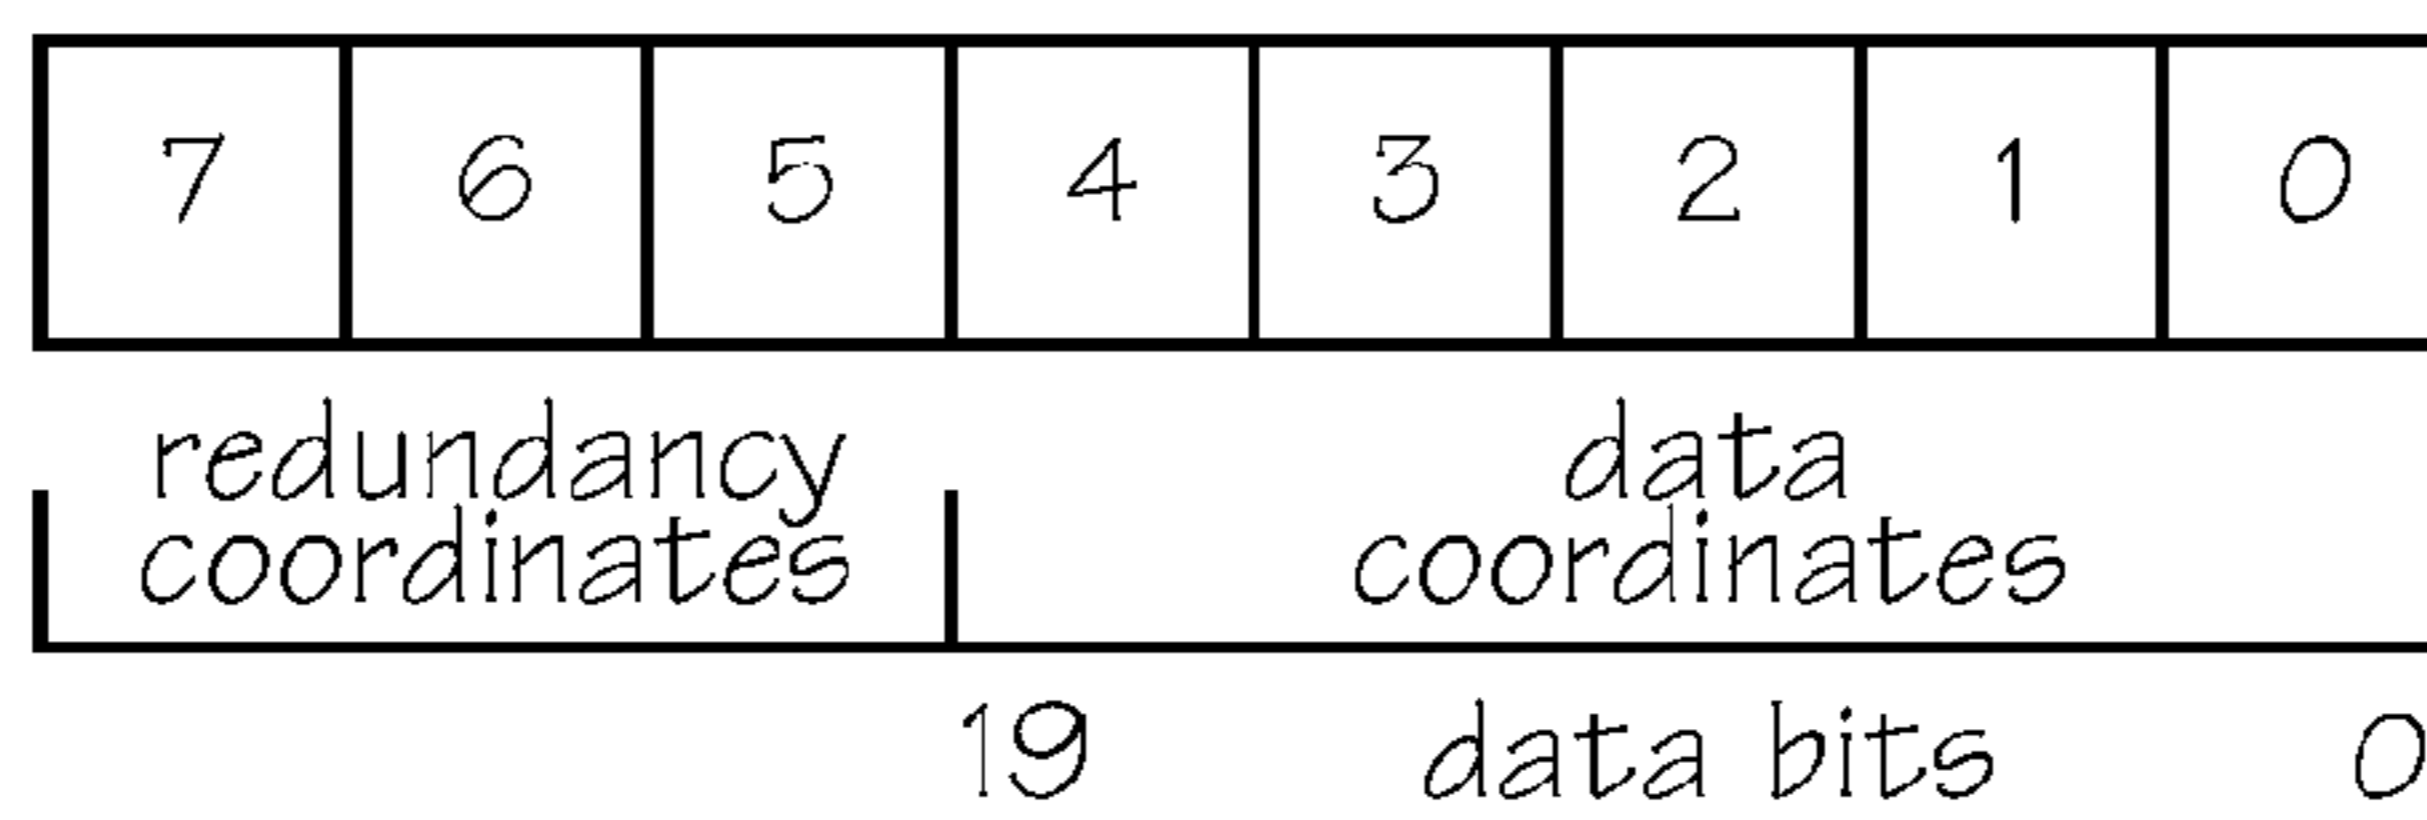 7 6 5 4 3 2 1 0
redundancy data
coordinates coordinates
19 data bits 0